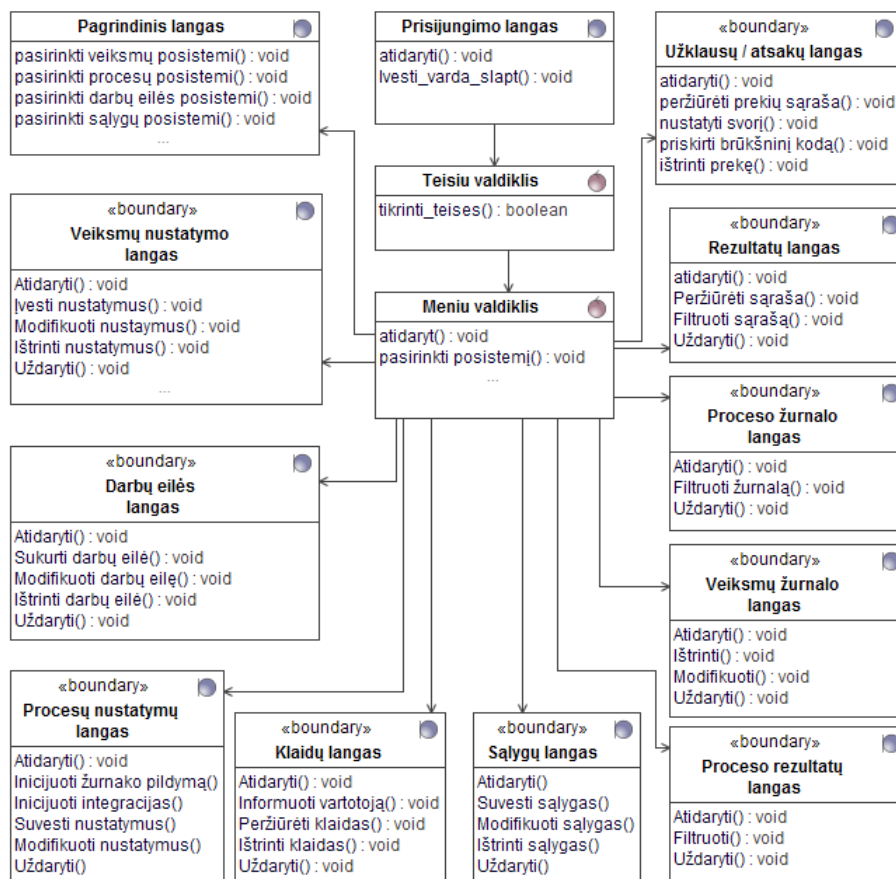 Pagrindinis langas
pasirinkti veiksmų posistemi() : void
pasirinkti procesų posistemi() : void
pasirinkti darbų eilės posistemi() : void
pasirinkti sąlygų posistemi() : void
...
Prisijungimo langas
atidaryti() : void
Ivesti_varda_slapt() : void
«boundary»
Užklausų / atsakų langas
atidaryti() : void
peržiūrėti prekių sąraša() : void
nustatyti svorį() : void
priskirti brūkšninį kodą() : void
ištrinti prekę() : void
Teisiu valdiklis
tikrinti_teises() : boolean
«boundary»
Veiksmų nustatymo
langas
Atidaryti() : void
Įvesti nustatymus() : void
Modifikuoti nustaymus() : void
Ištrinti nustatymus() : void
Uždaryti() : void
...
Meniu valdiklis
atidaryt() : void
pasirinkti posistemį() : void
...
«boundary»
Rezultatų langas
atidaryti() : void
Peržiūrėti sąraša() : void
Filtruoti sąrašą() : void
Uždaryti() : void
«boundary»
Proceso žurnalo
langas
Atidaryti() : void
Filtruoti žurnalą() : void
Uždaryti() : void
«boundary»
Darbų eilės
langas
Atidaryti() : void
Sukurti darbų eilė() : void
Modifikuoti darbų eilę() : void
Ištrinti darbų eilė() : void
Uždaryti() : void
«boundary»
Veiksmų žurnalo
langas
Atidaryti() : void
Ištrinti() : void
Modifikuoti() : void
Uždaryti() : void
«boundary»
Procesų nustatymų
langas
Atidaryti() : void
Inicijuoti žurnako pildymą()
Inicijuoti integracijas()
Suvesti nustatymus()
Modifikuoti nustatymus()
Uždaryti()
«boundary»
Klaidų langas
Atidaryti() : void
Informuoti vartotoją() : void
Peržiūrėti klaidas() : void
Ištrinti klaidas() : void
Uždaryti() : void
«boundary»
Sąlygų langas
Atidaryti()
Suvesti sąlygas()
Modifikuoti sąlygas()
Ištrinti sąlygas()
Uždaryti()
«boundary»
Proceso rezultatų
langas
Atidaryti() : void
Filtruoti() : void
Uždaryti() : void